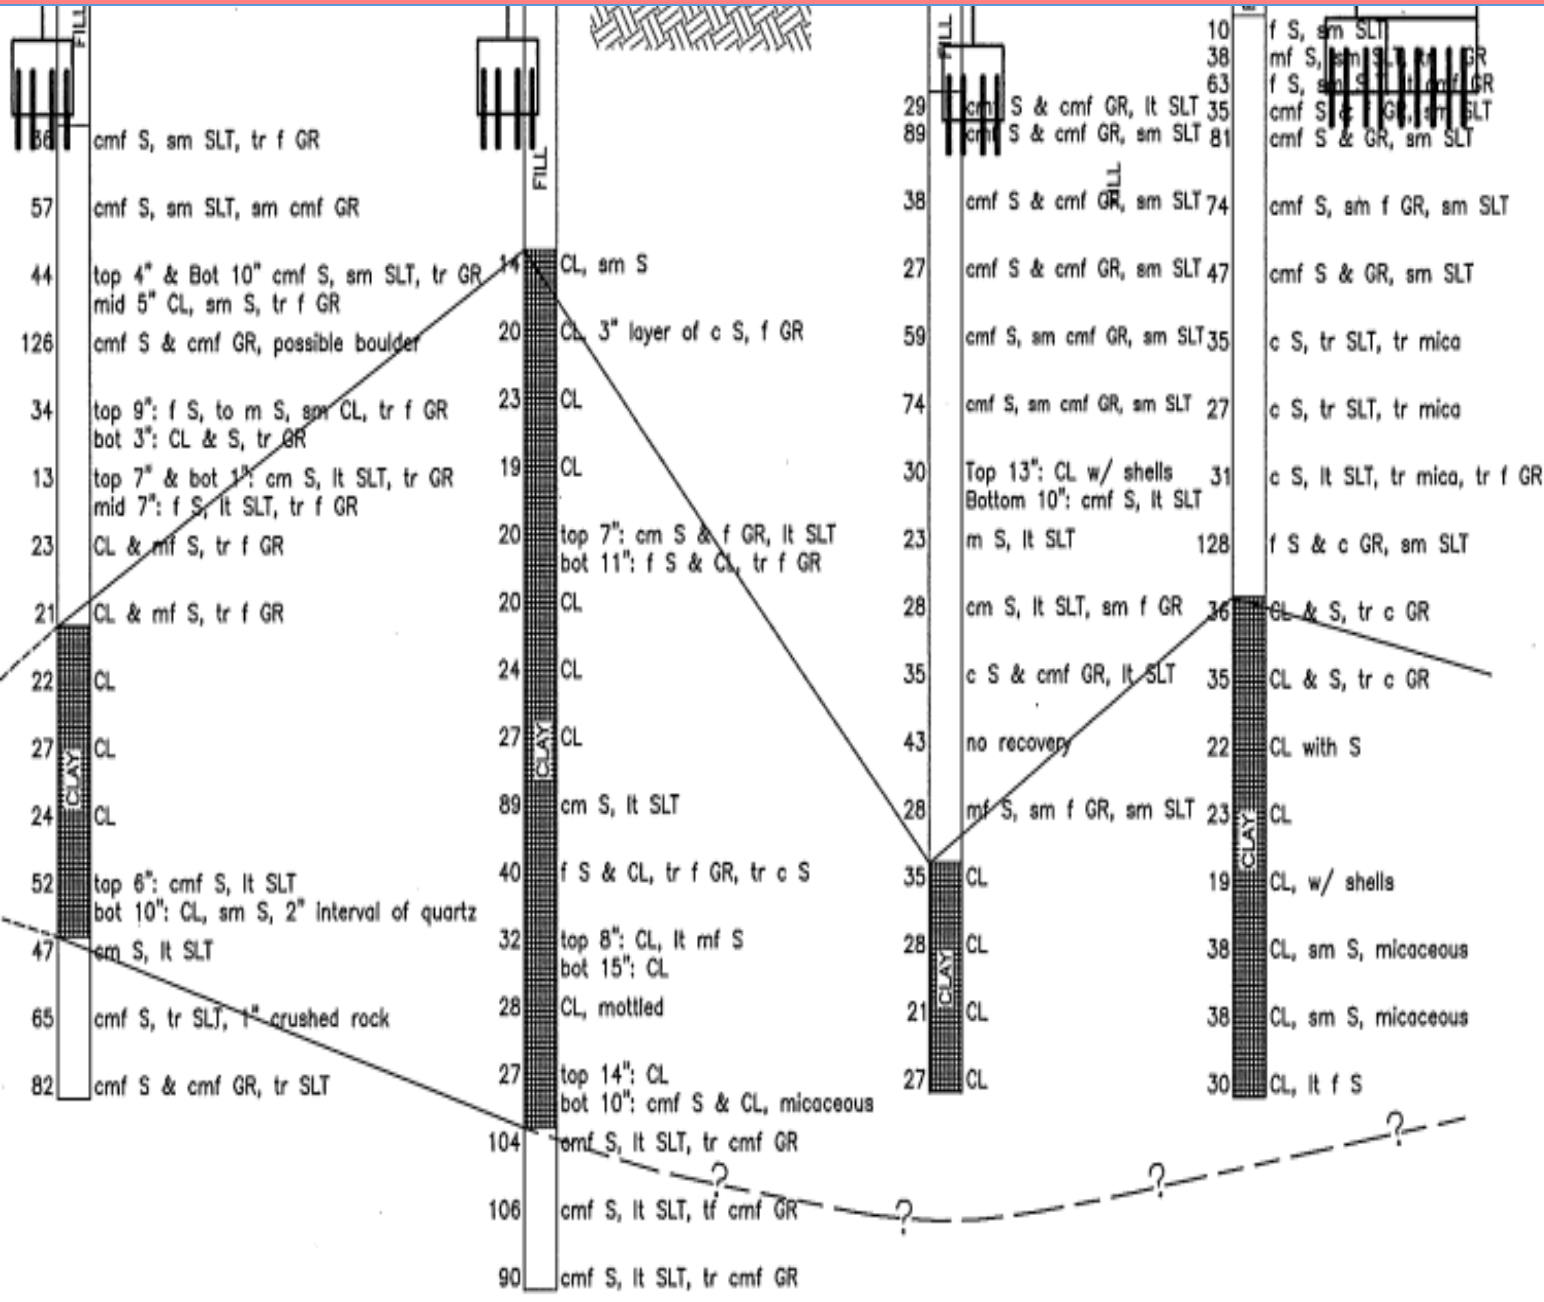 FILL
36 cmf S, sm SLT, tr f GR
57 cmf S, sm SLT, sm cmf GR
44 top 4" & Bot 10" cmf S, sm SLT, tr GR
mid 5" CL, sm S, tr f GR
126 cmf S & cmf GR, possible boulder
34 top 9": f S, to m S, sm CL, tr f GR
bot 3": CL & S, tr GR
13 top 7" & bot 1": cm S, lt SLT, tr GR
mid 7": f S, lt SLT, tr f GR
23 CL & mf S, tr f GR
21 CL & mf S, tr f GR
22 CL
27 CL
CLAY
24 CL
52 top 6": cmf S, lt SLT
bot 10": CL, sm S, 2" interval of quartz
47 cm S, lt SLT
65 cmf S, tr SLT, 1" crushed rock
82 cmf S & cmf GR, tr SLT
FILL
14 CL, sm S
20 CL, 3" layer of c S, f GR
23 CL
19 CL
20 top 7": cm S & f GR, lt SLT
bot 11": f S & CL, tr f GR
20 CL
24 CL
27 CL
CLAY
89 cm S, lt SLT
40 f S & CL, tr f GR, tr c S
32 top 8": CL, lt mf S
bot 15": CL
28 CL, mottled
27 top 14": CL
bot 10": cmf S & CL, micaceous
104 cmf S, lt SLT, tr cmf GR
106 cmf S, lt SLT, tf cmf GR
90 cmf S, lt SLT, tr cmf GR
FILL
29 cmf S & cmf GR, lt SLT
89 cmf S & cmf GR, sm SLT
FILL
38 cmf S & cmf GR, sm SLT
27 cmf S & cmf GR, sm SLT
59 cmf S, sm cmf GR, sm SLT
74 cmf S, sm cmf GR, sm SLT
30 Top 13": CL w/ shells
Bottom 10": cmf S, lt SLT
23 m S, lt SLT
28 cm S, lt SLT, sm f GR
35 c S & cmf GR, lt SLT
43 no recovery
28 mf S, sm f GR, sm SLT
35 CL
28 CL
CLAY
21 CL
27 CL
10 f S, sm SLT
38 mf S, sm SLT, tr GR
63 f S, sm SLT, lt cmf GR
35 cmf S & f GR, sm SLT
81 cmf S & GR, sm SLT
74 cmf S, sm f GR, sm SLT
47 cmf S & GR, sm SLT
35 c S, tr SLT, tr mica
27 c S, tr SLT, tr mica
31 c S, lt SLT, tr mica, tr f GR
128 f S & c GR, sm SLT
36 CL & S, tr c GR
35 CL & S, tr c GR
22 CL with S
23 CL
CLAY
19 CL, w/ shells
38 CL, sm S, micaceous
38 CL, sm S, micaceous
30 CL, lt f S
? ? ? ?